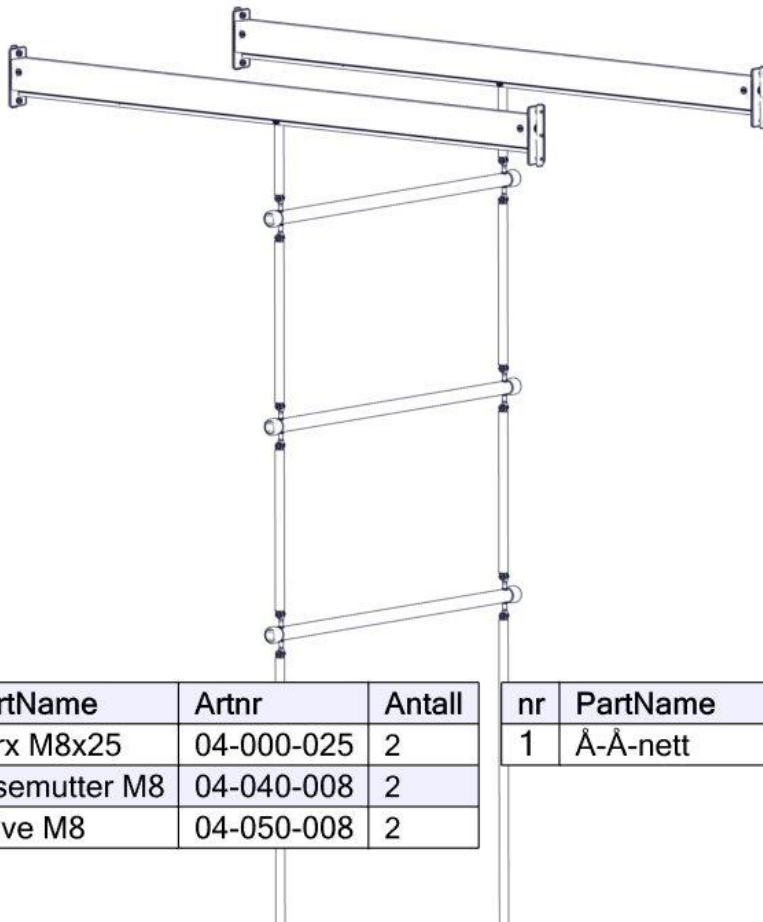 rtName Artnr Antall
rx M8x25 04-000-025 2
semutter M8 04-040-008 2
ve M8 04-050-008 2
nr PartName
1 Å-Å-nett